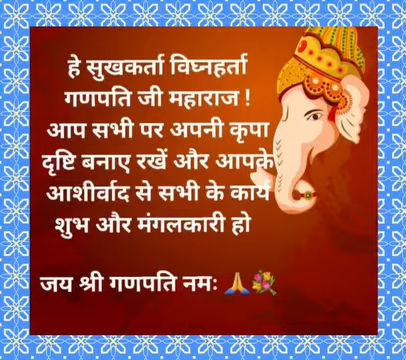 हे सुखकर्ता विघ्नहर्ता
गणपति जी महाराज !
आप सभी पर अपनी कृपा
दृष्टि बनाए रखें और आपके
आशीर्वाद से सभी के कार्य
शुभ और मंगलकारी हो
जय श्री गणपति नमः 🙏💐